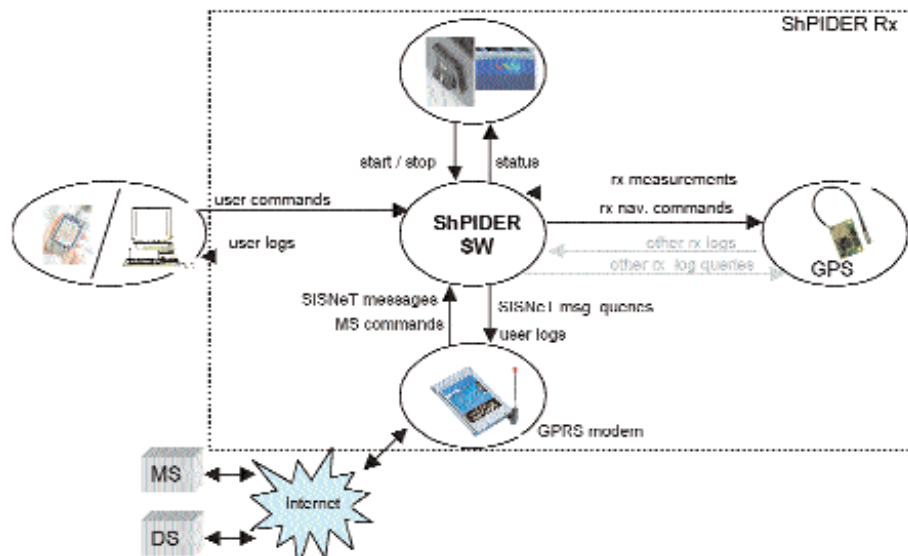 ShPIDER Rx
start / stop
status
user commands
rx measurements
ShPIDER
SW
rx nav. commands
user logs
other rx logs
GPS
other rx log queries
SISNeT messages
SISNeT msg queries
MS commands
user logs
GPRS modem
MS
Internet
DS